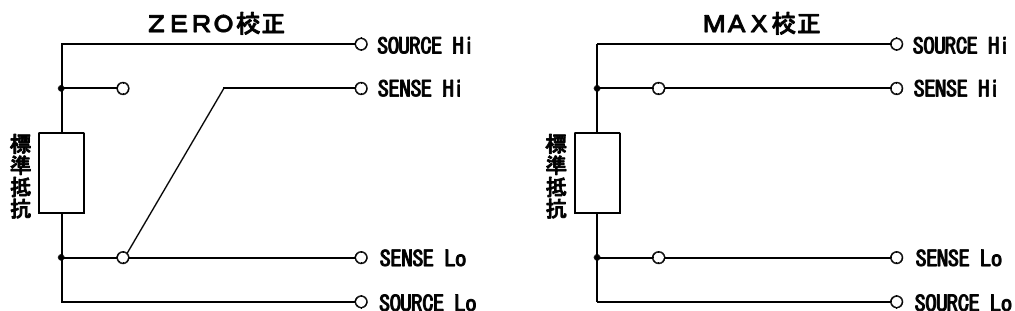 ZERO校正
SOURCE Hi
SENSE Hi
標準抵抗
SENSE Lo
SOURCE Lo
MAX校正
SOURCE Hi
SENSE Hi
標準抵抗
SENSE Lo
SOURCE Lo